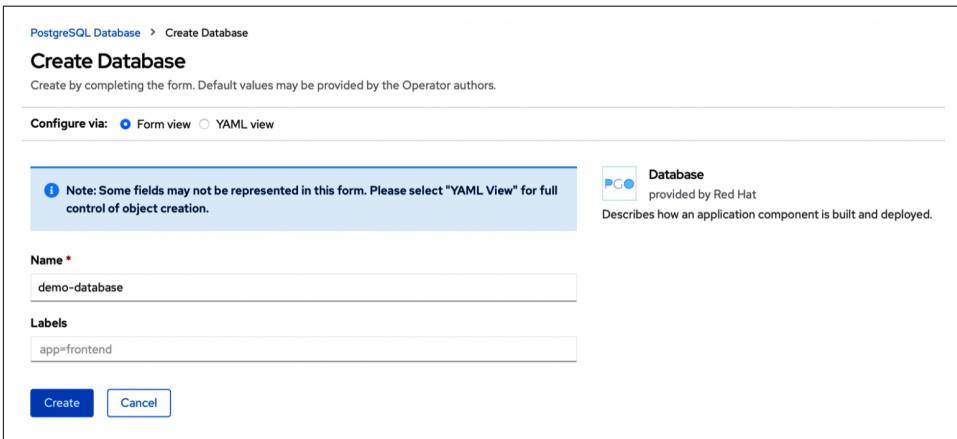 PostgreSQL Database > Create Database
Create Database
Create by completing the form. Default values may be provided by the Operator authors.
Configure via: Form view YAML view
Note: Some fields may not be represented in this form. Please select "YAML View" for full
control of object creation.
PGO
Database
provided by Red Hat
Describes how an application component is built and deployed.
Name *
demo-database
Labels
app=frontend
Create Cancel